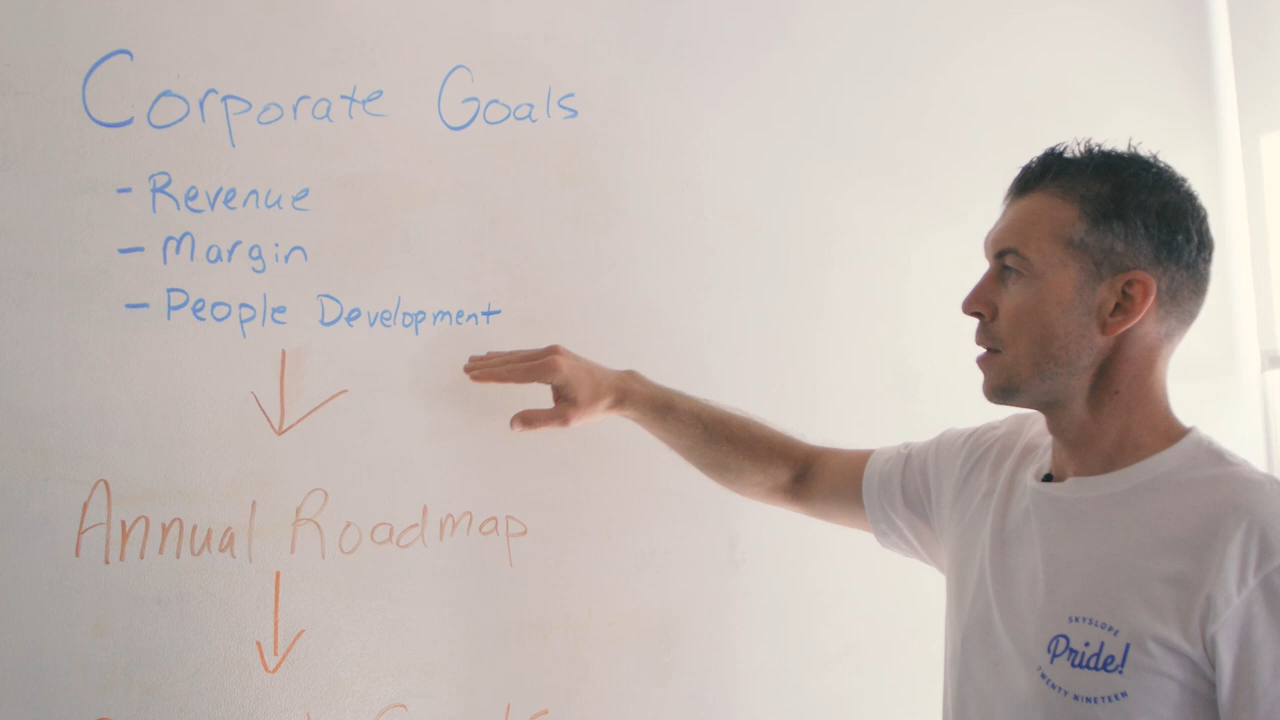 Corporate Goals
- Revenue
- Margin
- People Development
Annual Roadmap
SKYSLOPE
Pride!
TWENTY NINETEEN